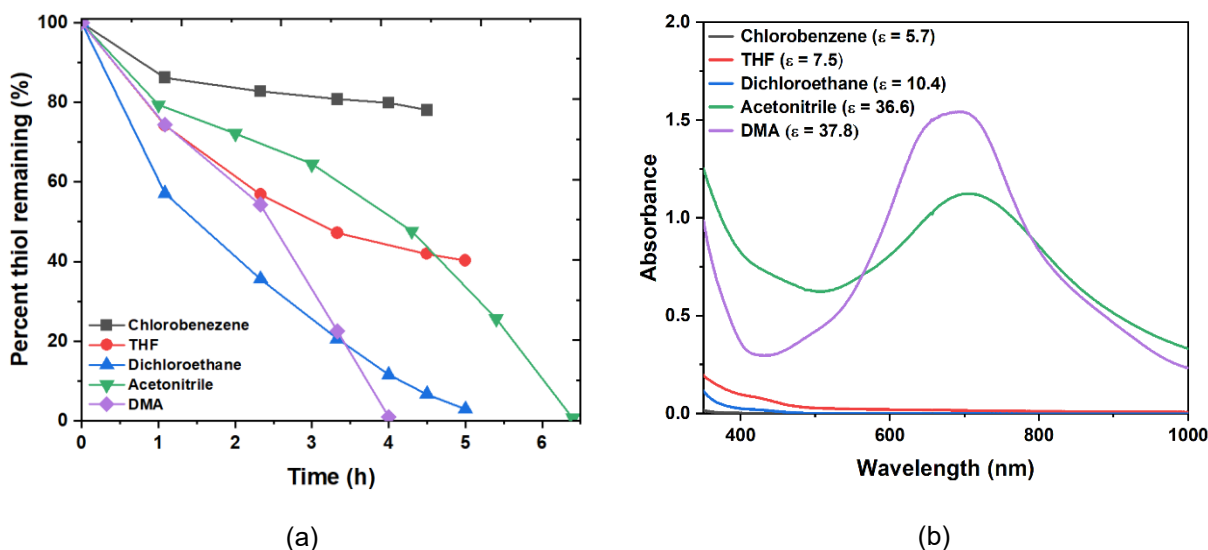 100
80
60
40
20
0
Percent thiol remaining (%)
Chlorobenezene
THF
Dichloroethane
Acetonitrile
DMA
0 1 2 3 4 5 6
Time (h)
(a)
2.0
1.5
1.0
0.5
0.0
Absorbance
Chlorobenzene (ε = 5.7)
THF (ε = 7.5)
Dichloroethane (ε = 10.4)
Acetonitrile (ε = 36.6)
DMA (ε = 37.8)
400 600 800 1000
Wavelength (nm)
(b)